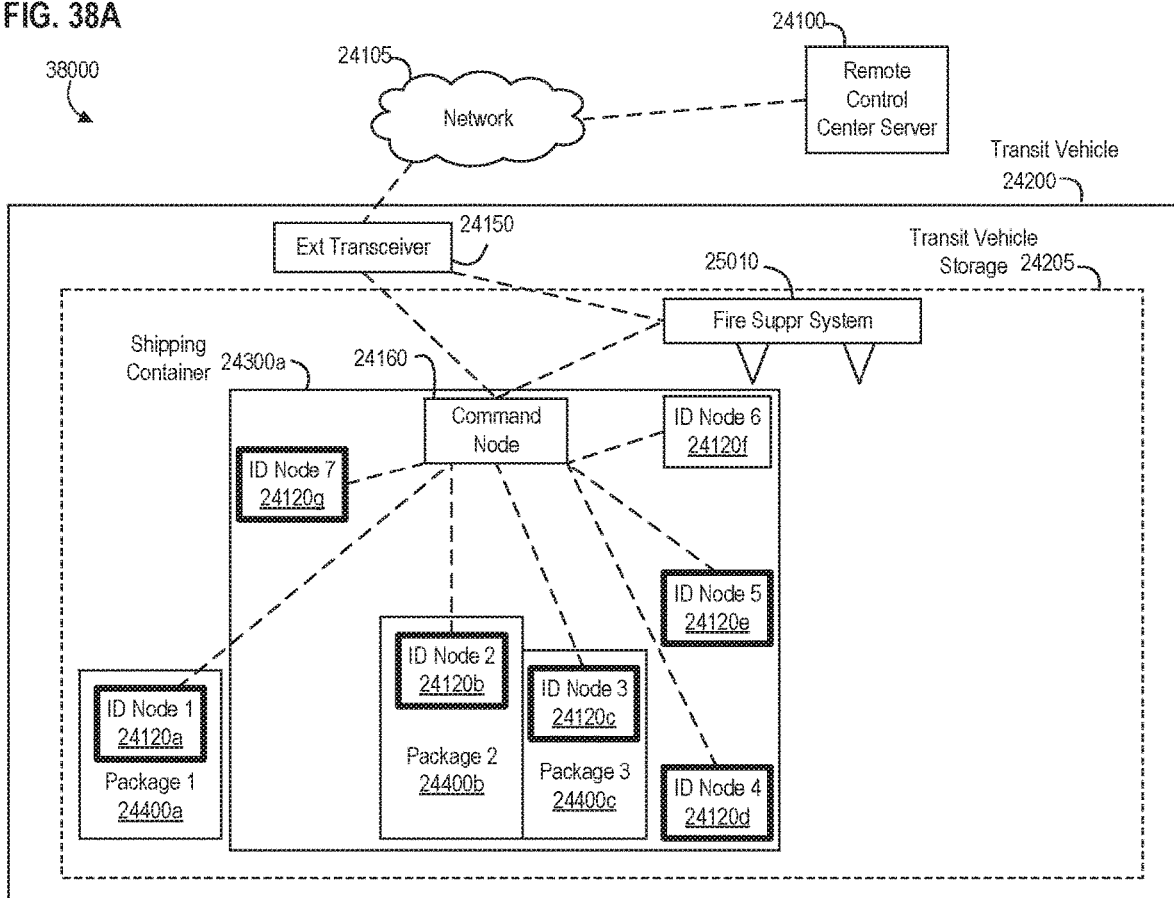 FIG. 38A
38000
24105
Network
24100
Remote
Control
Center Server
Transit Vehicle
24200
Ext Transceiver
24150
Transit Vehicle
Storage 24205
25010
Fire Suppr System
Shipping
Container 24300a
24160
Command
Node
ID Node 6
24120f
ID Node 7
24120g
ID Node 5
24120e
ID Node 2
24120b
ID Node 3
24120c
ID Node 1
24120a
Package 1
24400a
Package 2
24400b
Package 3
24400c
ID Node 4
24120d